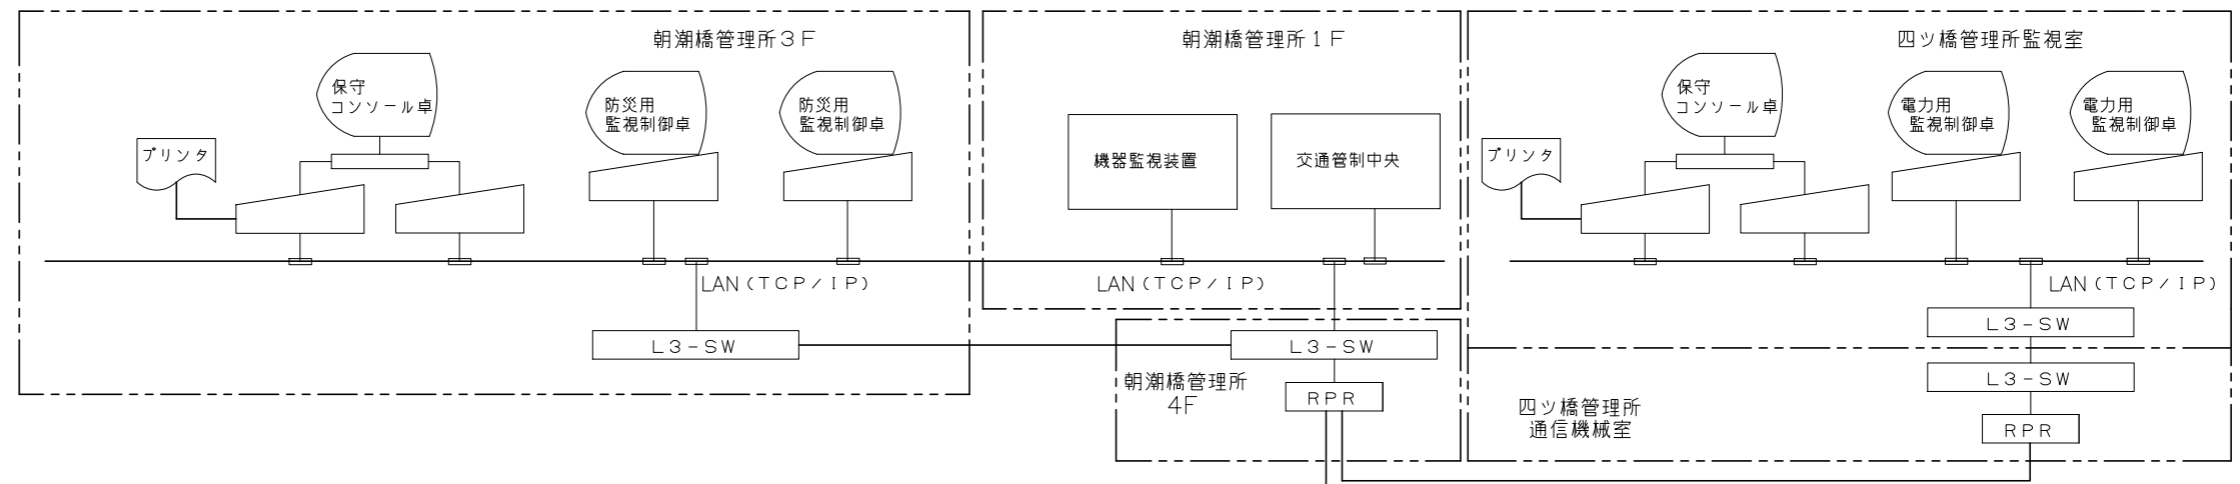 朝潮橋管理所３Ｆ
保守
コンソール卓
防災用
監視制御卓
防災用
監視制御卓
プリンタ
LAN（ＴＣＰ／ＩＰ）
Ｌ３－ＳＷ
朝潮橋管理所１Ｆ
機器監視装置
交通管制中央
LAN（ＴＣＰ／ＩＰ）
Ｌ３－ＳＷ
朝潮橋管理所
4F
ＲＰＲ
四ツ橋管理所監視室
保守
コンソール卓
電力用
監視制御卓
電力用
監視制御卓
プリンタ
LAN（ＴＣＰ／ＩＰ）
Ｌ３－ＳＷ
Ｌ３－ＳＷ
四ツ橋管理所
通信機械室
ＲＰＲ